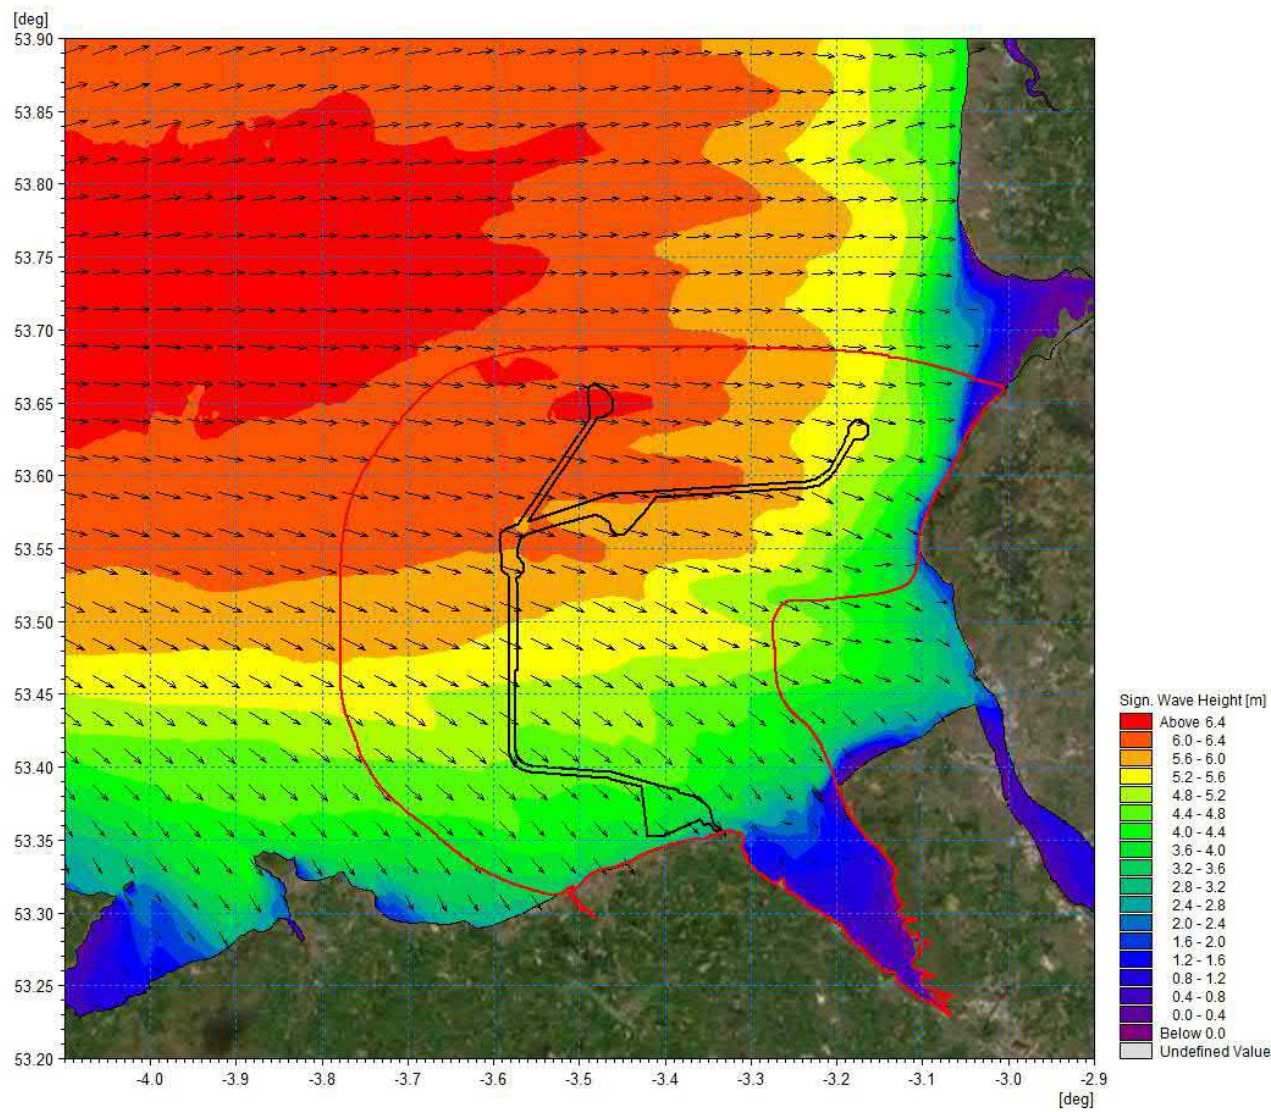 [deg]
53.90
53.85
53.80
53.75
53.70
53.65
53.60
53.55
53.50
53.45
53.40
53.35
53.30
53.25
53.20
-4.0 -3.9 -3.8 -3.7 -3.6 -3.5 -3.4 -3.3 -3.2 -3.1 -3.0 -2.9
[deg]
Sign. Wave Height [m]
Above 6.4
6.0 - 6.4
5.6 - 6.0
5.2 - 5.6
4.8 - 5.2
4.4 - 4.8
4.0 - 4.4
3.6 - 4.0
3.2 - 3.6
2.8 - 3.2
2.4 - 2.8
2.0 - 2.4
1.6 - 2.0
1.2 - 1.6
0.8 - 1.2
0.4 - 0.8
0.0 - 0.4
Below 0.0
Undefined Value